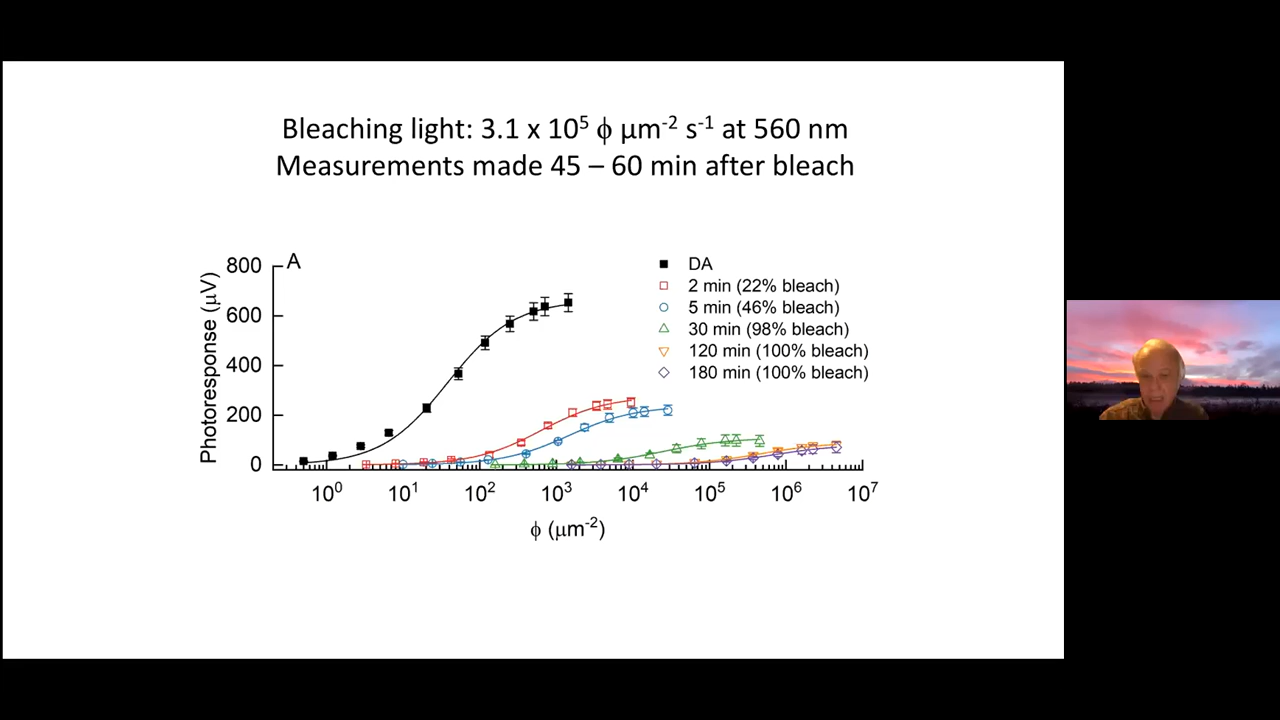 Bleaching light: 3.1 x 10⁵ ϕ μm⁻² s⁻¹ at 560 nm
Measurements made 45 – 60 min after bleach
A
Photoresponse (μV)
800
600
400
200
0
DA
2 min (22% bleach)
5 min (46% bleach)
30 min (98% bleach)
120 min (100% bleach)
180 min (100% bleach)
10⁰ 10¹ 10² 10³ 10⁴ 10⁵ 10⁶ 10⁷
ϕ (μm⁻²)